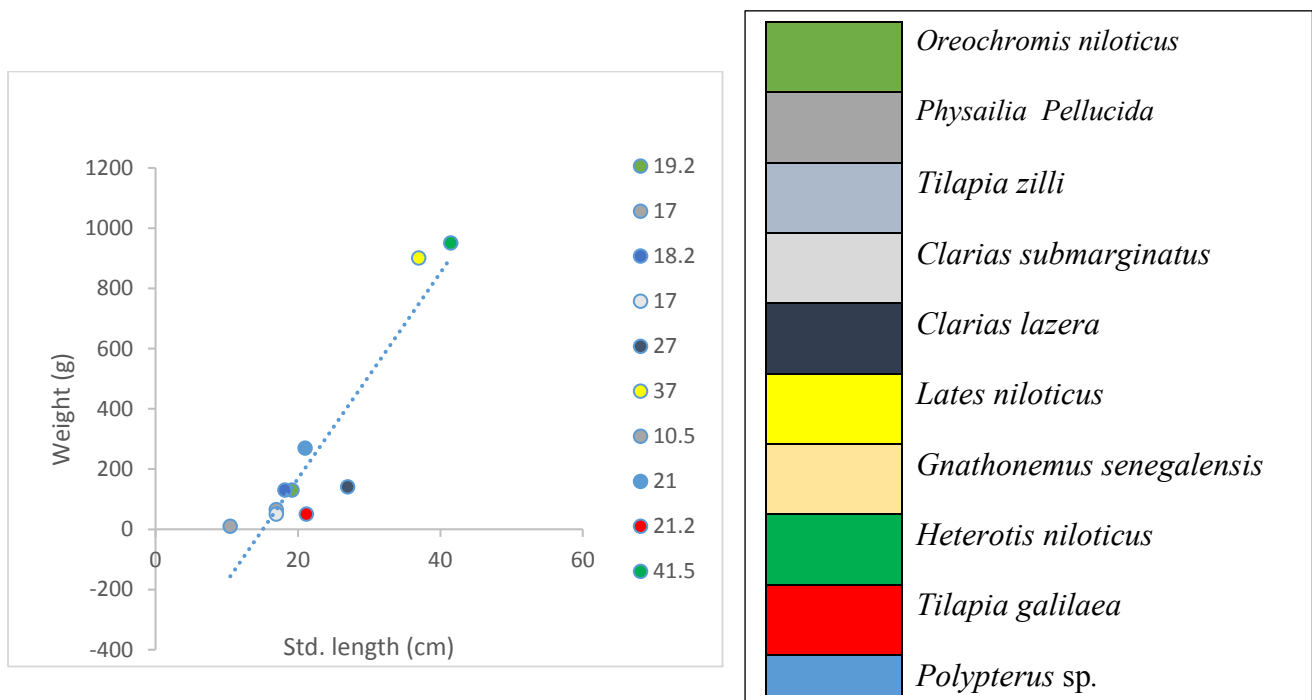 1200
1000
800
600
400
200
0
-200
-400
0
20
40
60
Weight (g)
Std. length (cm)
19.2
17
18.2
17
27
37
10.5
21
21.2
41.5
Oreochromis niloticus
Physailia Pellucida
Tilapia zilli
Clarias submarginatus
Clarias lazera
Lates niloticus
Gnathonemus senegalensis
Heterotis niloticus
Tilapia galilaea
Polypterus sp.